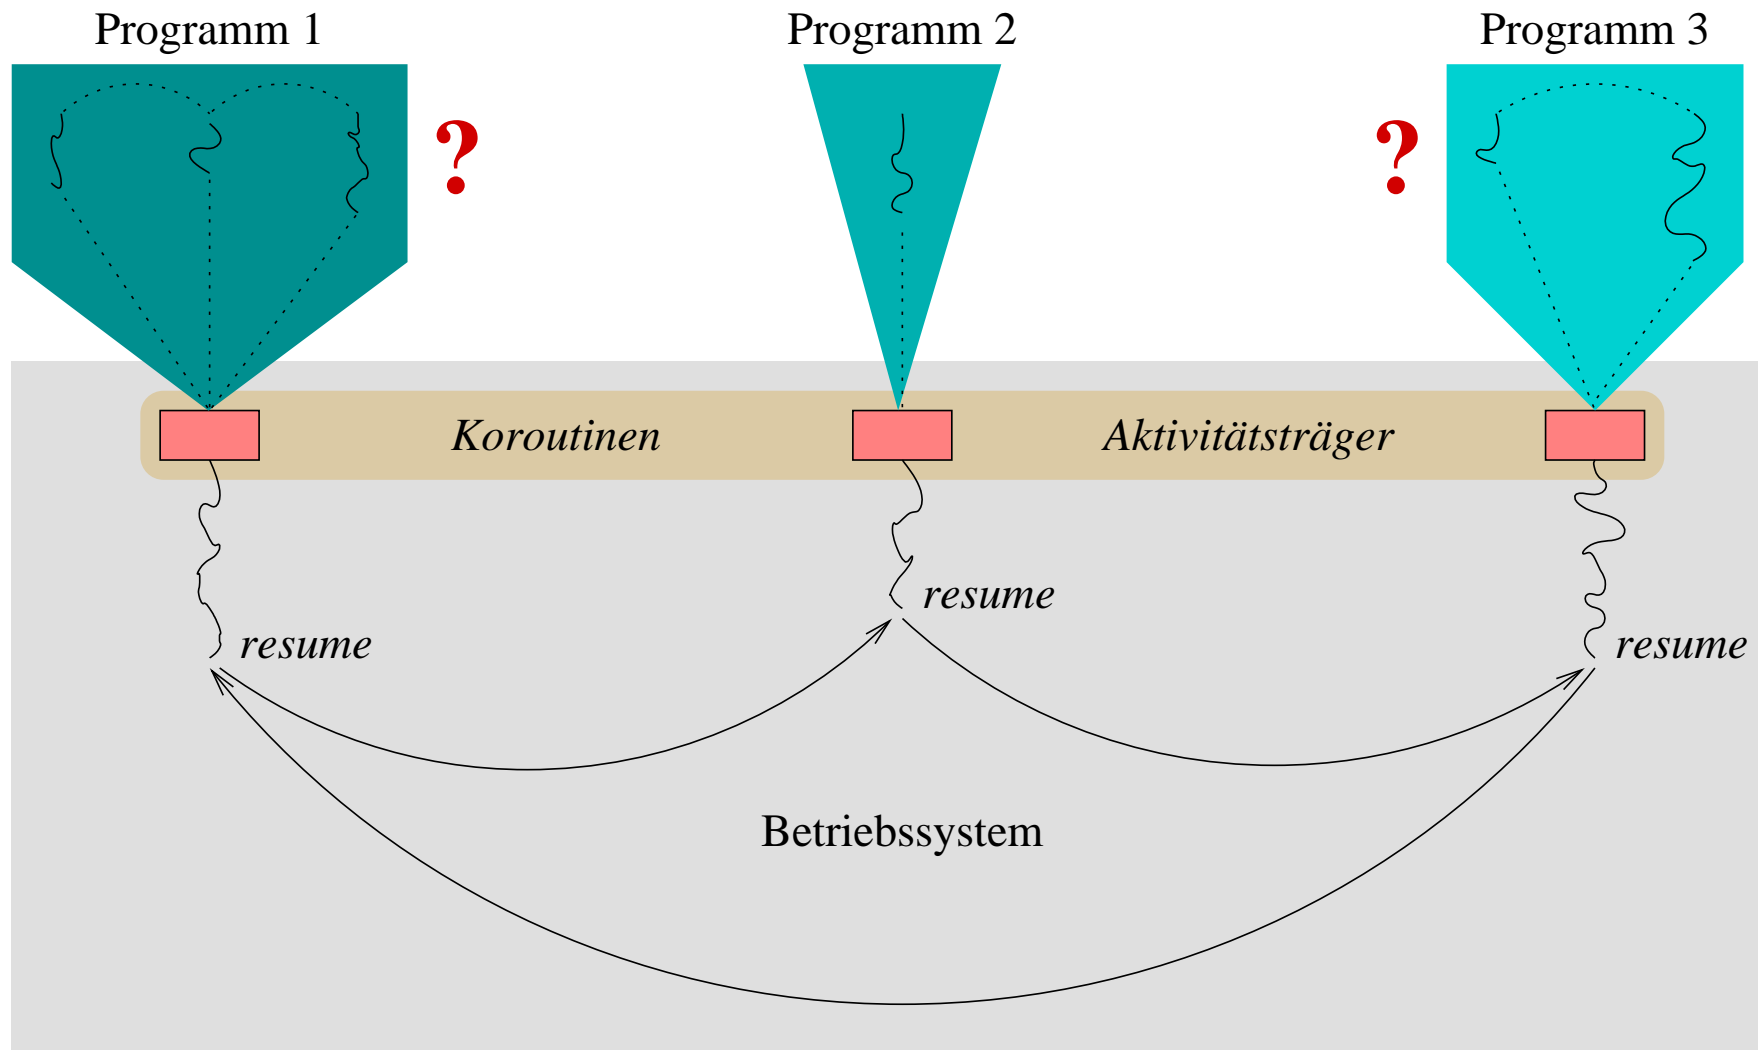 Programm 1
Programm 2
Programm 3
?
?
Koroutinen
Aktivitätsträger
resume
resume
resume
Betriebssystem